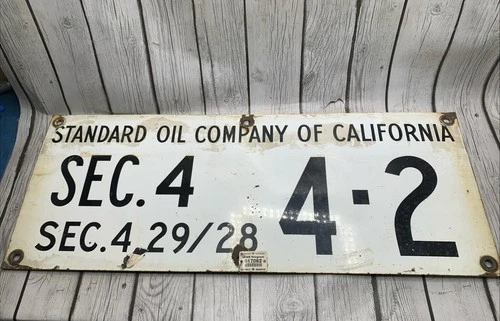 STANDARD OIL COMPANY OF CALIFORNIA
SEC. 4
SEC. 4, 29/28
4-2